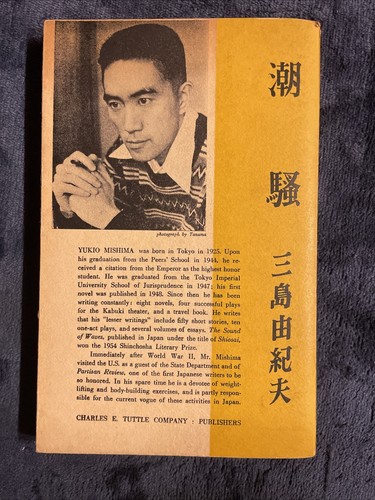 潮騒
三島由紀夫
photograph by Yazama
YUKIO MISHIMA was born in Tokyo in 1925. Upon
his graduation from the Peers' School in 1944, he re-
ceived a citation from the Emperor as the highest honor
student. He was graduated from the Tokyo Imperial
University School of Jurisprudence in 1947; his first
novel was published in 1948. Since then he has been
writing constantly: eight novels, four successful plays
for the Kabuki theater, and a travel book. He writes
that his "lesser writings" include fifty short stories, ten
one-act plays, and several volumes of essays. The Sound
of Waves, published in Japan under the title of Shiosai,
won the 1954 Shinchosha Literary Prize.
Immediately after World War II, Mr. Mishima
visited the U.S. as a guest of the State Department and of
Partisan Review, one of the first Japanese writers to be
so honored. In his spare time he is a devotee of weight-
lifting and body-building exercises, and is partly respon-
sible for the current vogue of these activities in Japan.
CHARLES E. TUTTLE COMPANY : PUBLISHERS